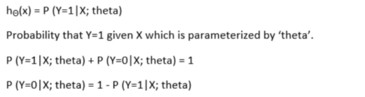 hΘ(x) = P (Y=1|X; theta)
Probability that Y=1 given X which is parameterized by 'theta'.
P (Y=1|X; theta) + P (Y=0|X; theta) = 1
P (Y=0|X; theta) = 1 - P (Y=1|X; theta)